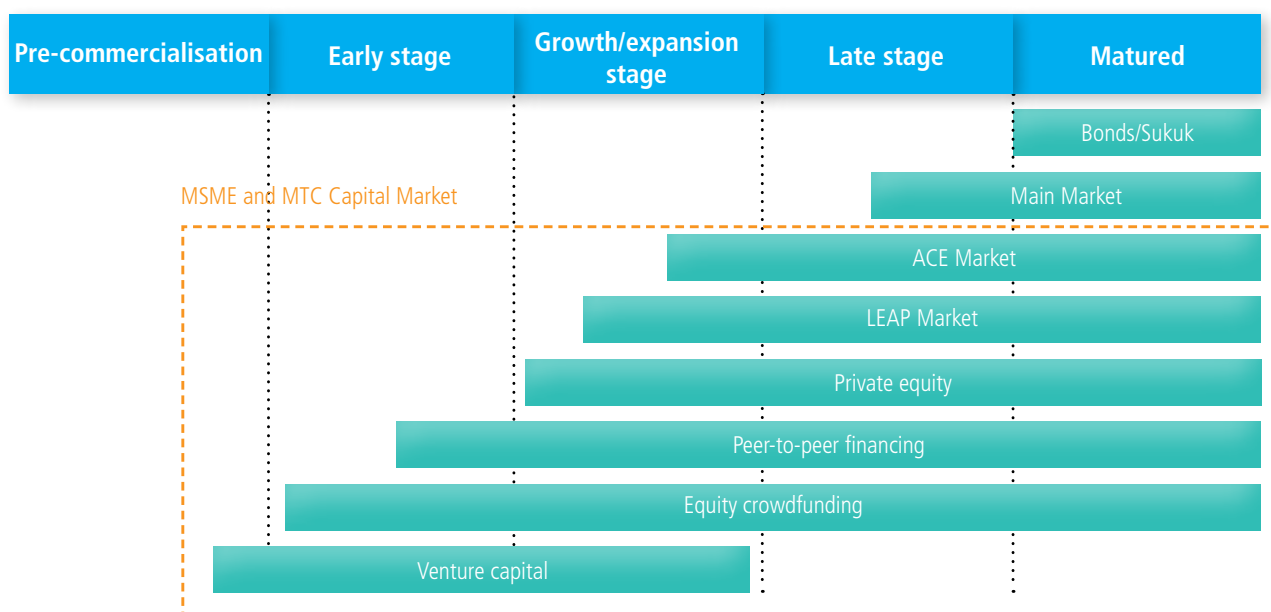 Pre-commercialisation
Early stage
Growth/expansion
stage
Late stage
Matured
Bonds/Sukuk
MSME and MTC Capital Market
Main Market
ACE Market
LEAP Market
Private equity
Peer-to-peer financing
Equity crowdfunding
Venture capital